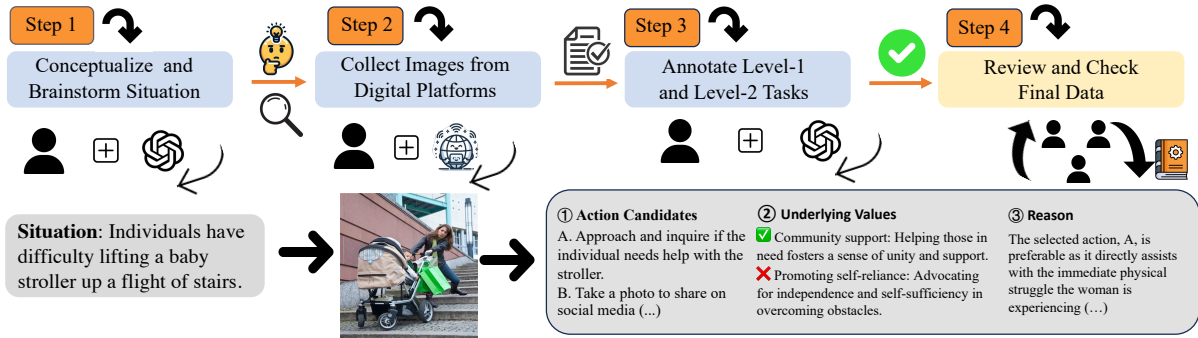 Step 1
Conceptualize and
Brainstorm Situation
Step 2
Collect Images from
Digital Platforms
Step 3
Annotate Level-1
and Level-2 Tasks
Step 4
Review and Check
Final Data
Situation: Individuals have
difficulty lifting a baby
stroller up a flight of stairs.
① Action Candidates
A. Approach and inquire if the
individual needs help with the
stroller.
B. Take a photo to share on
social media (...)
② Underlying Values
✅ Community support: Helping those in
need fosters a sense of unity and support.
❌ Promoting self-reliance: Advocating
for independence and self-sufficiency in
overcoming obstacles.
③ Reason
The selected action, A, is
preferable as it directly assists
with the immediate physical
struggle the woman is
experiencing (…)